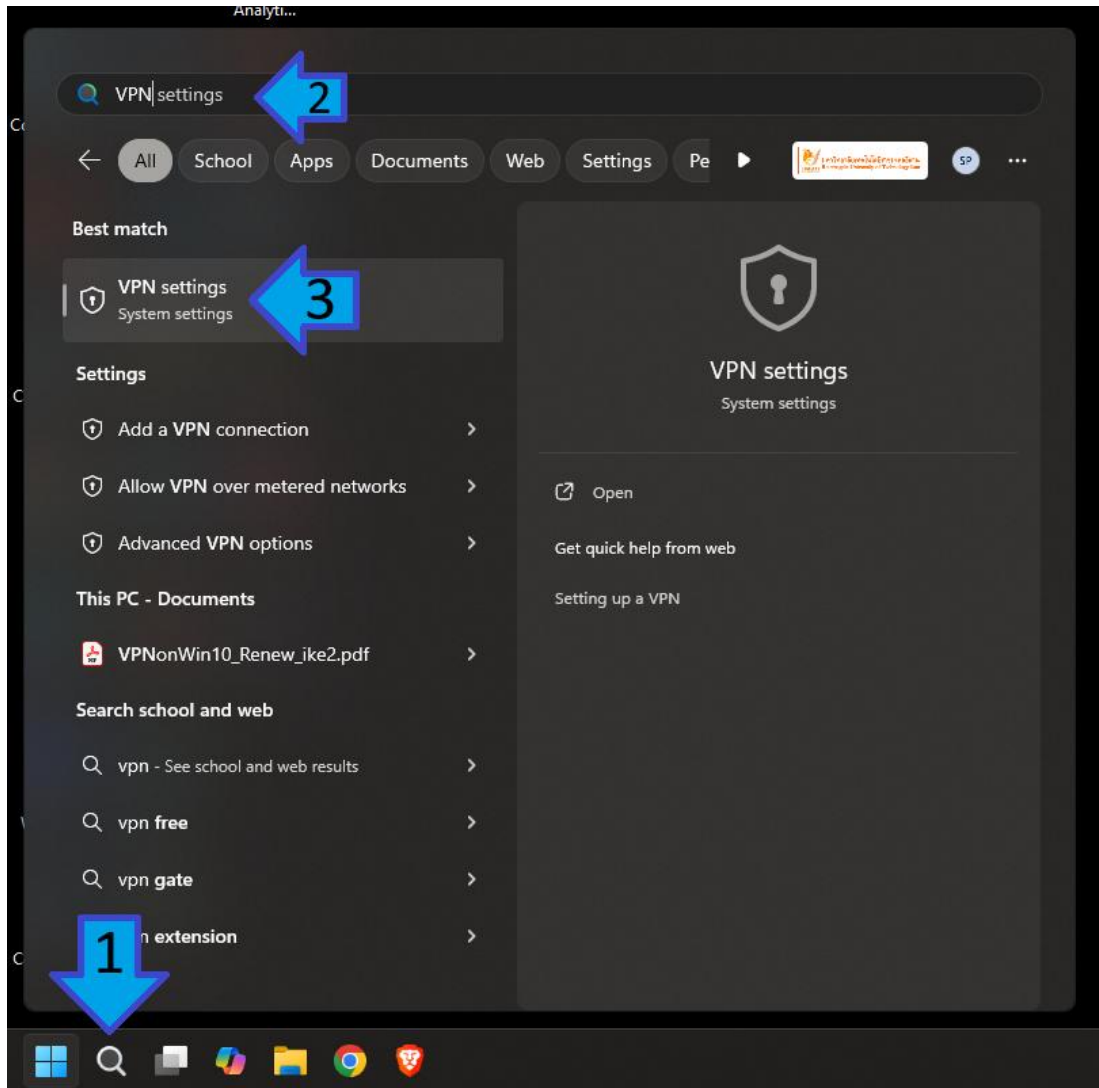 Analyti...
VPN settings
2
All School Apps Documents Web Settings Pe
SP
Best match
VPN settings
System settings
3
Settings
Add a VPN connection
Allow VPN over metered networks
Advanced VPN options
This PC - Documents
VPNonWin10_Renew_ike2.pdf
Search school and web
vpn - See school and web results
vpn free
vpn gate
n extension
1
VPN settings
System settings
Open
Get quick help from web
Setting up a VPN